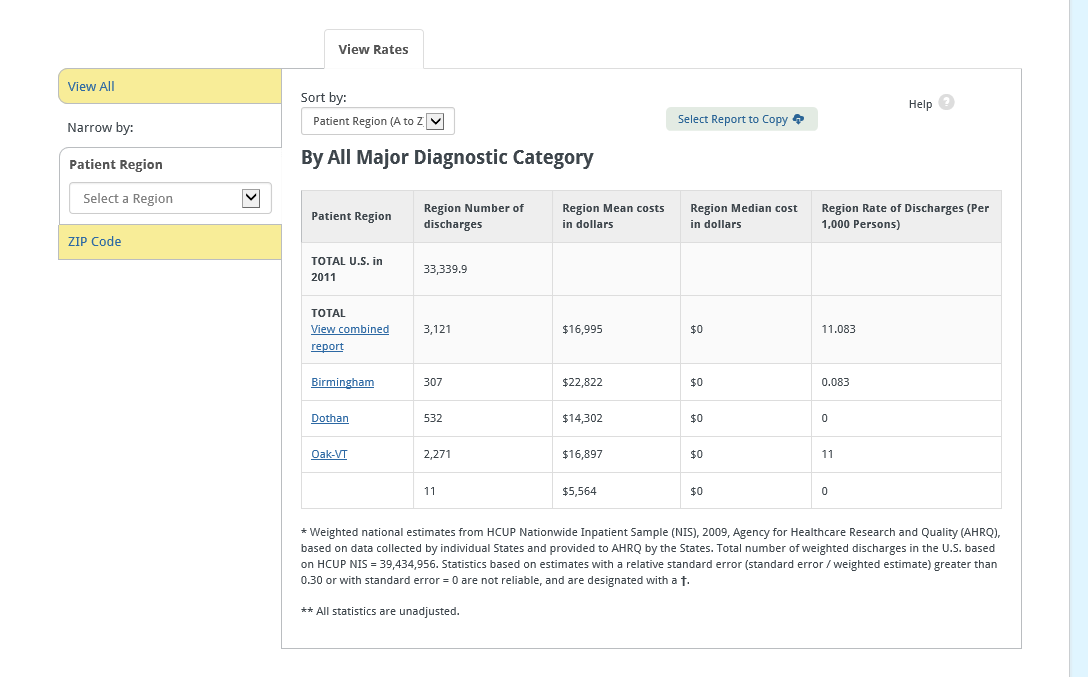 View Rates
View All
Narrow by:
Patient Region
Select a Region
ZIP Code
Sort by:
Patient Region (A to Z
Select Report to Copy
Help ?
By All Major Diagnostic Category
Patient Region
Region Number of
discharges
Region Mean costs
in dollars
Region Median cost
in dollars
Region Rate of Discharges (Per
1,000 Persons)
TOTAL U.S. in
2011
33,339.9
TOTAL
View combined
report
3,121 $16,995 $0 11.083
Birmingham 307 $22,822 $0 0.083
Dothan 532 $14,302 $0 0
Oak-VT 2,271 $16,897 $0 11
11 $5,564 $0 0
* Weighted national estimates from HCUP Nationwide Inpatient Sample (NIS), 2009, Agency for Healthcare Research and Quality (AHRQ),
based on data collected by individual States and provided to AHRQ by the States. Total number of weighted discharges in the U.S. based
on HCUP NIS = 39,434,956. Statistics based on estimates with a relative standard error (standard error / weighted estimate) greater than
0.30 or with standard error = 0 are not reliable, and are designated with a †.
** All statistics are unadjusted.